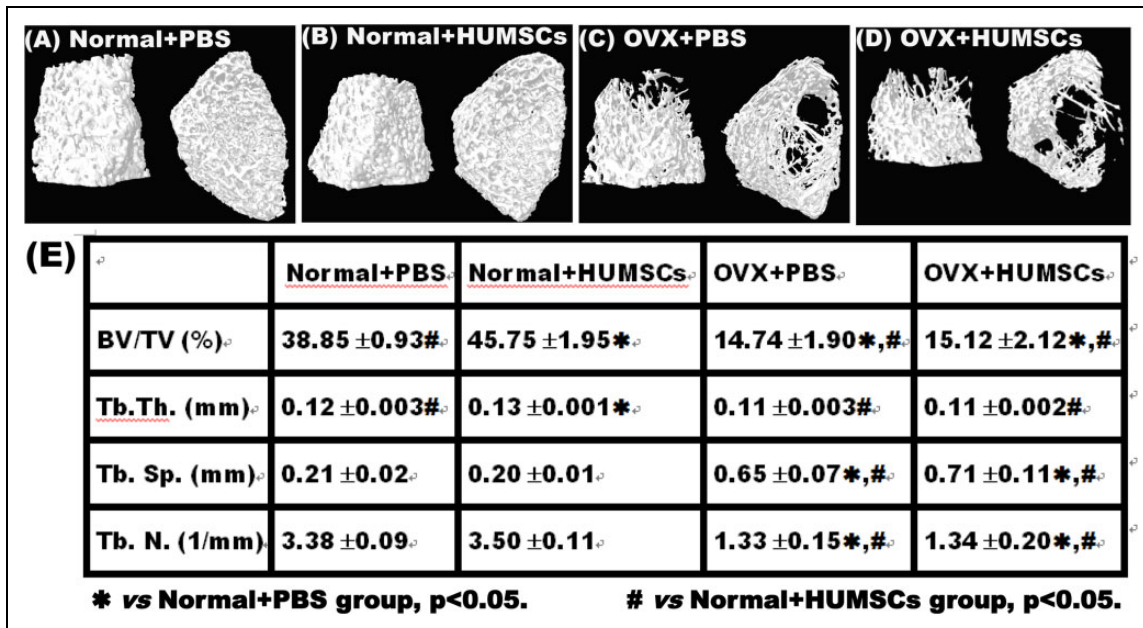 (A) Normal+PBS (B) Normal+HUMSCs (C) OVX+PBS (D) OVX+HUMSCs
(E)
Normal+PBS Normal+HUMSCs OVX+PBS OVX+HUMSCs
BV/TV (%) 38.85 ±0.93# 45.75 ±1.95* 14.74 ±1.90*,# 15.12 ±2.12*,#
Tb.Th. (mm) 0.12 ±0.003# 0.13 ±0.001* 0.11 ±0.003# 0.11 ±0.002#
Tb. Sp. (mm) 0.21 ±0.02 0.20 ±0.01 0.65 ±0.07*,# 0.71 ±0.11*,#
Tb. N. (1/mm) 3.38 ±0.09 3.50 ±0.11 1.33 ±0.15*,# 1.34 ±0.20*,#
* vs Normal+PBS group, p<0.05. # vs Normal+HUMSCs group, p<0.05.